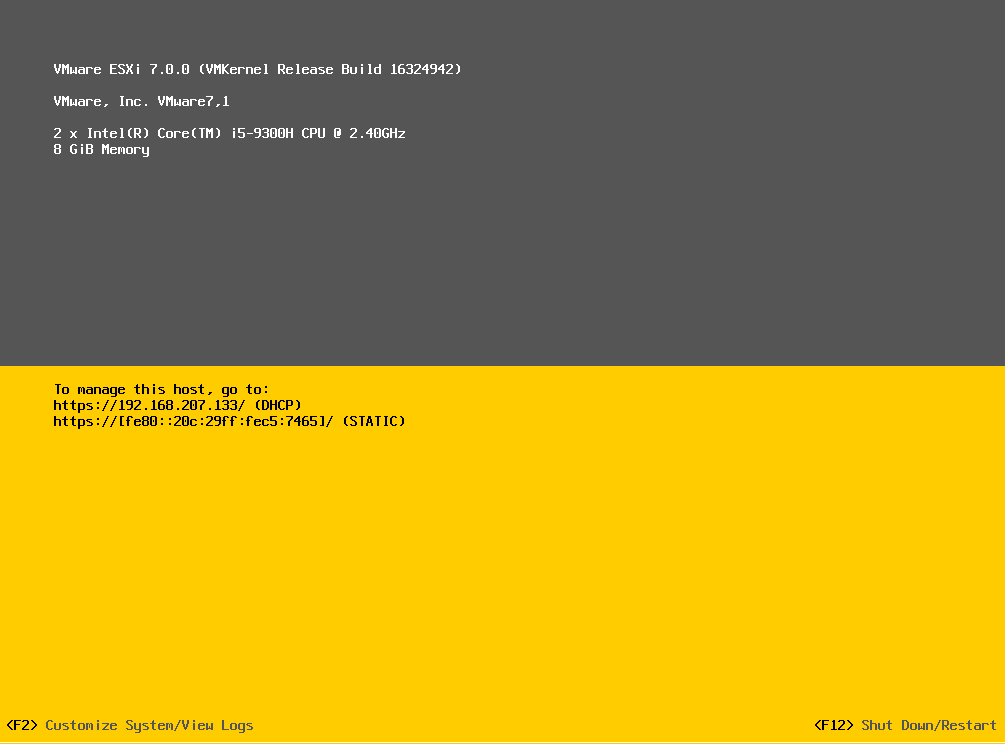 VMware ESXi 7.0.0 (VMKernel Release Build 16324942)
VMware, Inc. VMware7,1
2 x Intel(R) Core(TM) i5-9300H CPU @ 2.40GHz
8 GiB Memory
To manage this host, go to:
https://192.168.207.133/ (DHCP)
https://[fe80::20c:29ff:fec5:7465]/ (STATIC)
<F2> Customize System/View Logs
<F12> Shut Down/Restart